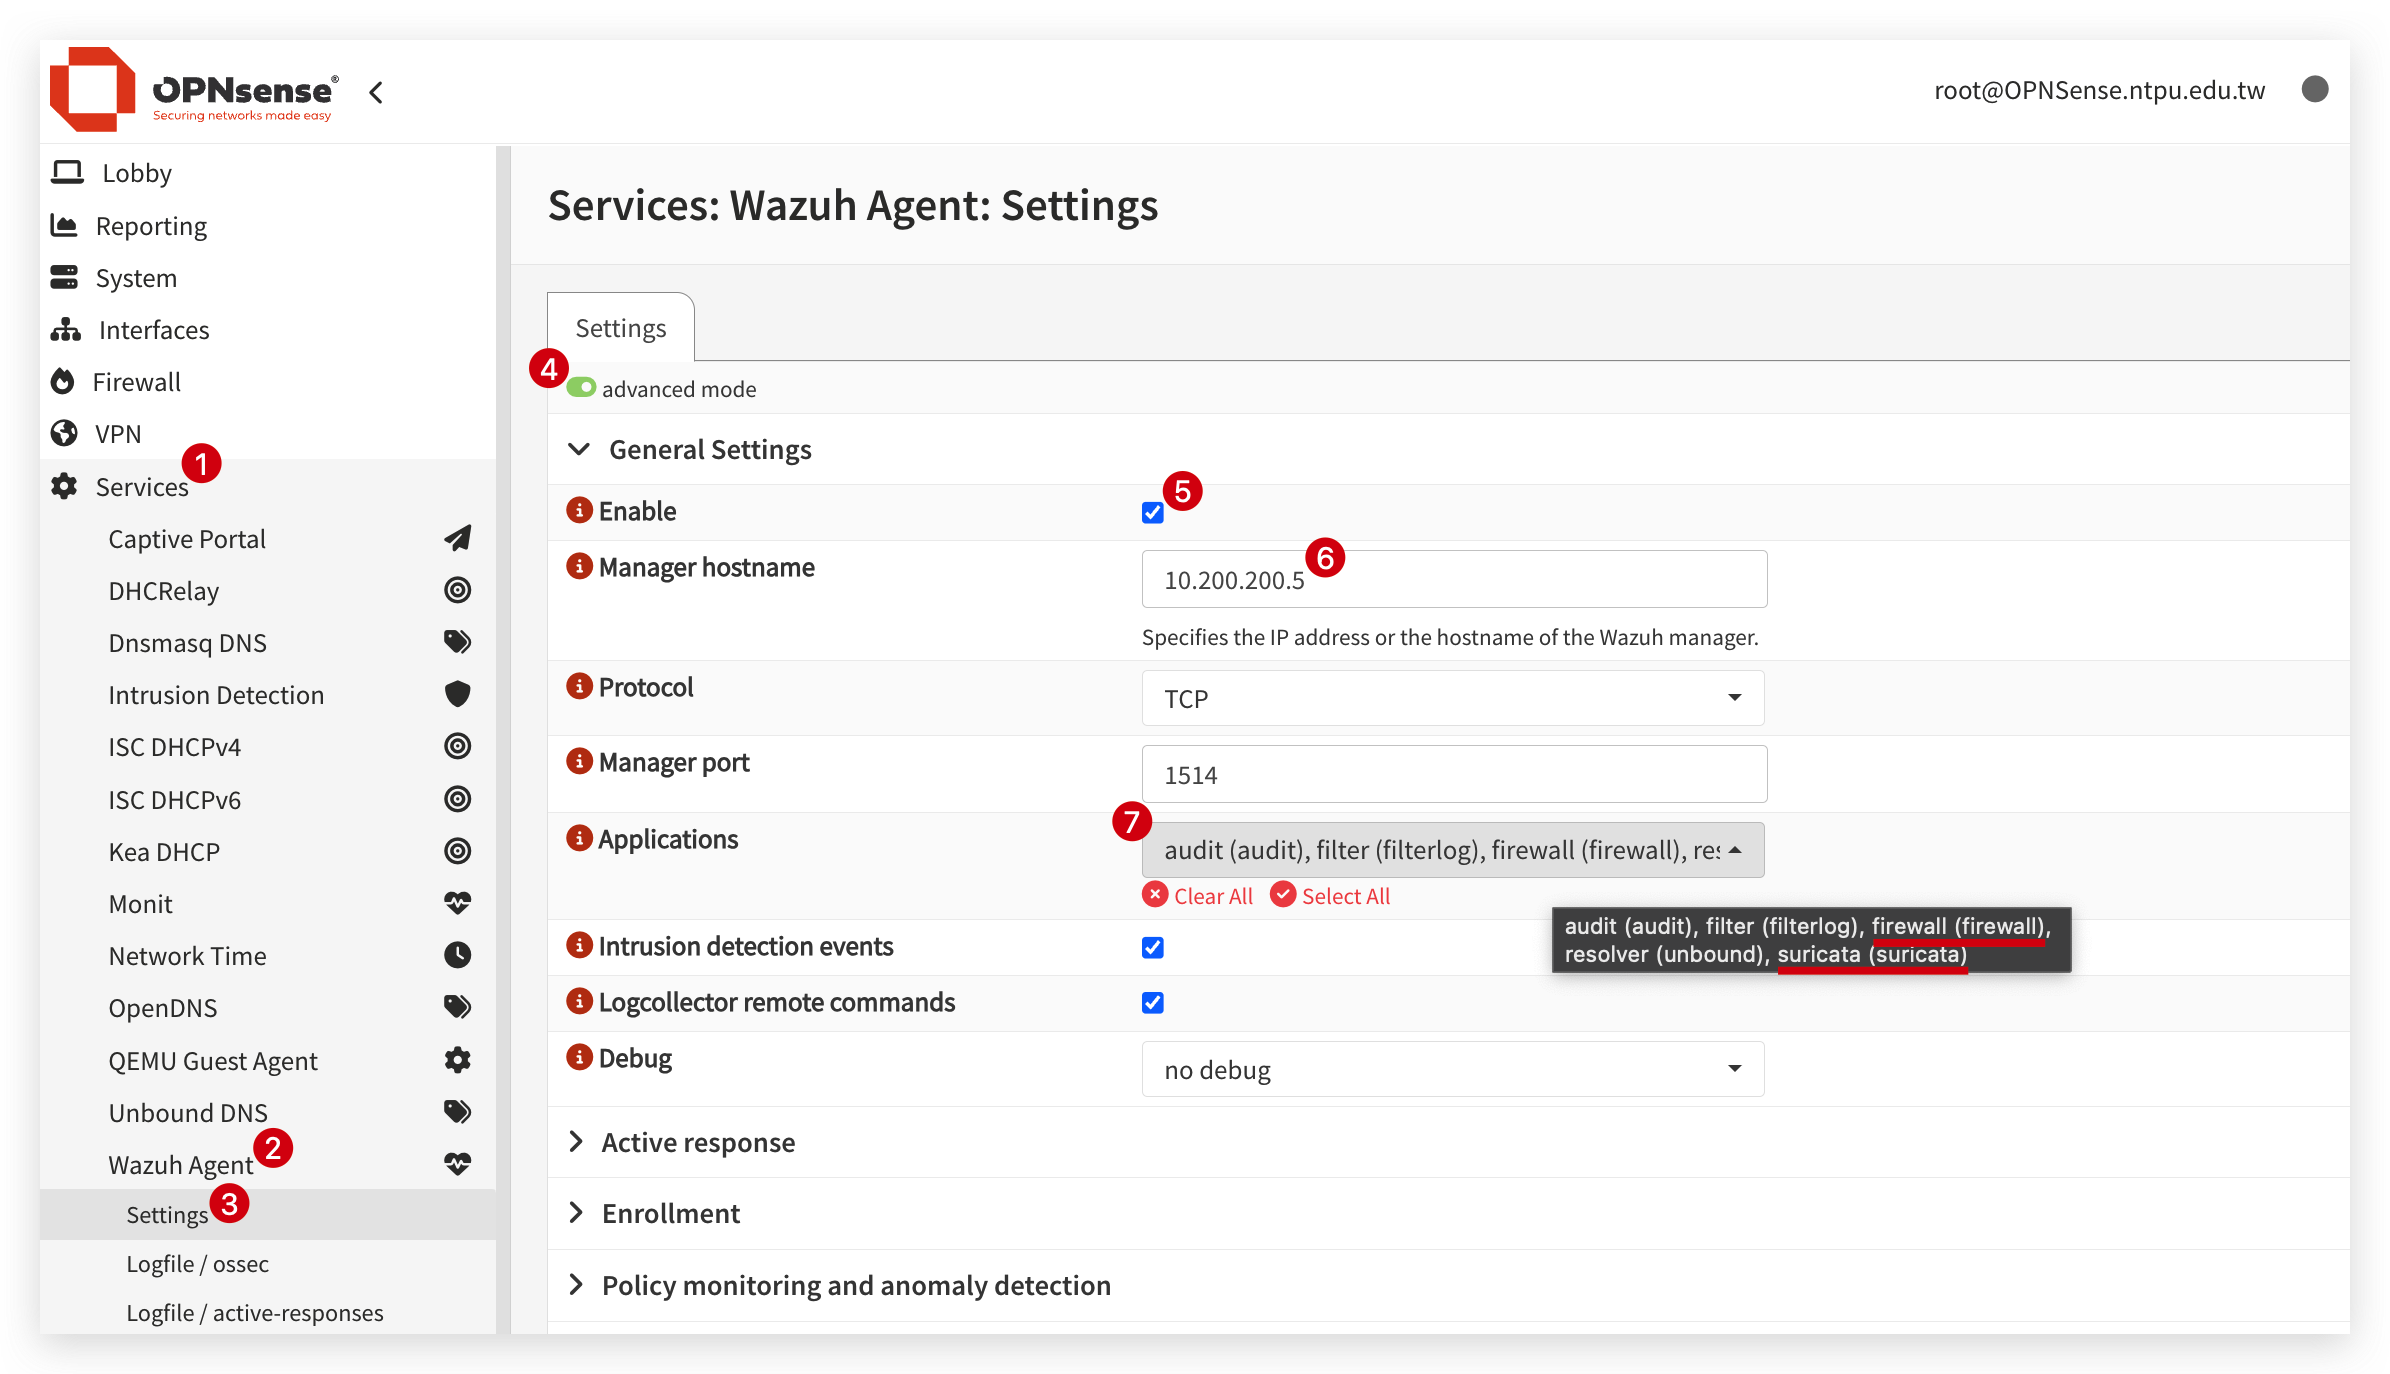 OPNsense®
Securing networks made easy
root@OPNSense.ntpu.edu.tw
Lobby
Reporting
System
Interfaces
Firewall
VPN
1
Services
Captive Portal
DHCRelay
Dnsmasq DNS
Intrusion Detection
ISC DHCPv4
ISC DHCPv6
Kea DHCP
Monit
Network Time
OpenDNS
QEMU Guest Agent
Unbound DNS
Wazuh Agent 2
Settings 3
Logfile / ossec
Logfile / active-responses
Services: Wazuh Agent: Settings
Settings
4
advanced mode
General Settings
Enable 5
Manager hostname 10.200.200.5 6
Specifies the IP address or the hostname of the Wazuh manager.
Protocol TCP
Manager port 1514
7
Applications audit (audit), filter (filterlog), firewall (firewall), res
Clear All Select All
audit (audit), filter (filterlog), firewall (firewall),
resolver (unbound), suricata (suricata)
Intrusion detection events
Logcollector remote commands
Debug no debug
Active response
Enrollment
Policy monitoring and anomaly detection